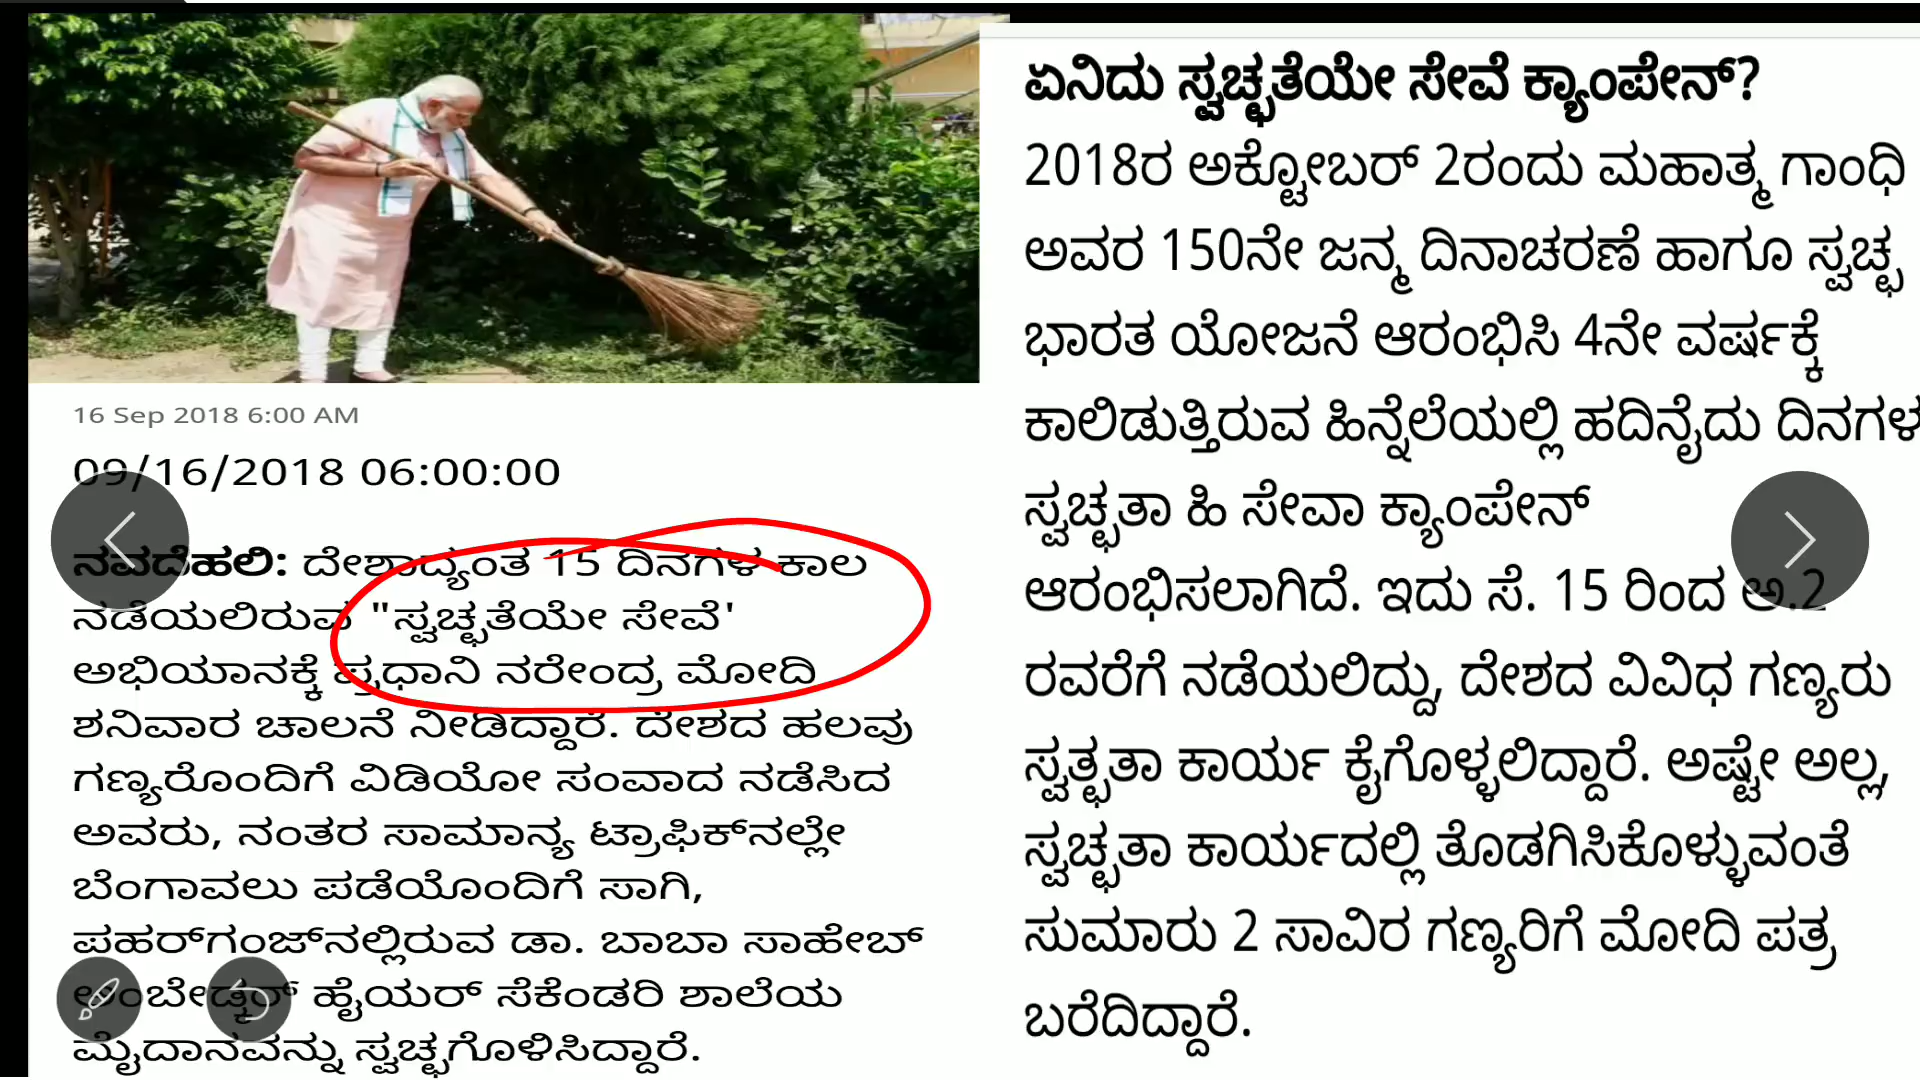 16 Sep 2018 6:00 AM
09/16/2018 06:00:00
ನವದೆಹಲಿ: ದೇಶಾದ್ಯಂತ 15 ದಿನಗಳ ಕಾಲ
ನಡೆಯಲಿರುವ "ಸ್ವಚ್ಛತೆಯೇ ಸೇವೆ'
ಅಭಿಯಾನಕ್ಕೆ ಪ್ರಧಾನಿ ನರೇಂದ್ರ ಮೋದಿ
ಶನಿವಾರ ಚಾಲನೆ ನೀಡಿದ್ದಾರೆ. ದೇಶದ ಹಲವು
ಗಣ್ಯರೊಂದಿಗೆ ವಿಡಿಯೋ ಸಂವಾದ ನಡೆಸಿದ
ಅವರು, ನಂತರ ಸಾಮಾನ್ಯ ಟ್ರಾಫಿಕ್‌ನಲ್ಲೇ
ಬೆಂಗಾವಲು ಪಡೆಯೊಂದಿಗೆ ಸಾಗಿ,
ಪಹರ್‌ಗಂಜ್‌ನಲ್ಲಿರುವ ಡಾ. ಬಾಬಾ ಸಾಹೇಬ್
ಅಂಬೇಡ್ಕರ್ ಹೈಯರ್ ಸೆಕೆಂಡರಿ ಶಾಲೆಯ
ಮೈದಾನವನ್ನು ಸ್ವಚ್ಛಗೊಳಿಸಿದ್ದಾರೆ.
ಏನಿದು ಸ್ವಚ್ಛತೆಯೇ ಸೇವೆ ಕ್ಯಾಂಪೇನ್?
2018ರ ಅಕ್ಟೋಬರ್ 2ರಂದು ಮಹಾತ್ಮ ಗಾಂಧಿ
ಅವರ 150ನೇ ಜನ್ಮ ದಿನಾಚರಣೆ ಹಾಗೂ ಸ್ವಚ್ಛ
ಭಾರತ ಯೋಜನೆ ಆರಂಭಿಸಿ 4ನೇ ವರ್ಷಕ್ಕೆ
ಕಾಲಿಡುತ್ತಿರುವ ಹಿನ್ನೆಲೆಯಲ್ಲಿ ಹದಿನೈದು ದಿನಗಳ
ಸ್ವಚ್ಛತಾ ಹಿ ಸೇವಾ ಕ್ಯಾಂಪೇನ್
ಆರಂಭಿಸಲಾಗಿದೆ. ಇದು ಸೆ. 15 ರಿಂದ ಅ.2
ರವರೆಗೆ ನಡೆಯಲಿದ್ದು, ದೇಶದ ವಿವಿಧ ಗಣ್ಯರು
ಸ್ವತ್ಛತಾ ಕಾರ್ಯ ಕೈಗೊಳ್ಳಲಿದ್ದಾರೆ. ಅಷ್ಟೇ ಅಲ್ಲ,
ಸ್ವಚ್ಛತಾ ಕಾರ್ಯದಲ್ಲಿ ತೊಡಗಿಸಿಕೊಳ್ಳುವಂತೆ
ಸುಮಾರು 2 ಸಾವಿರ ಗಣ್ಯರಿಗೆ ಮೋದಿ ಪತ್ರ
ಬರೆದಿದ್ದಾರೆ.